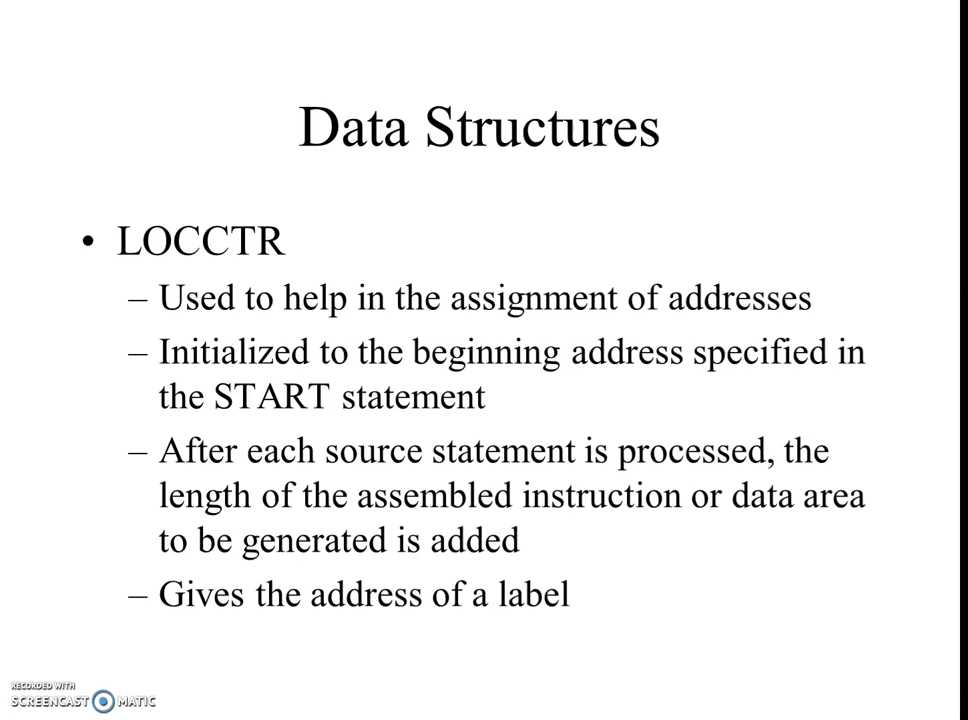 Data Structures
• LOCCTR
– Used to help in the assignment of addresses
– Initialized to the beginning address specified in
the START statement
– After each source statement is processed, the
length of the assembled instruction or data area
to be generated is added
– Gives the address of a label
RECORDED WITH
SCREENCAST MATIC